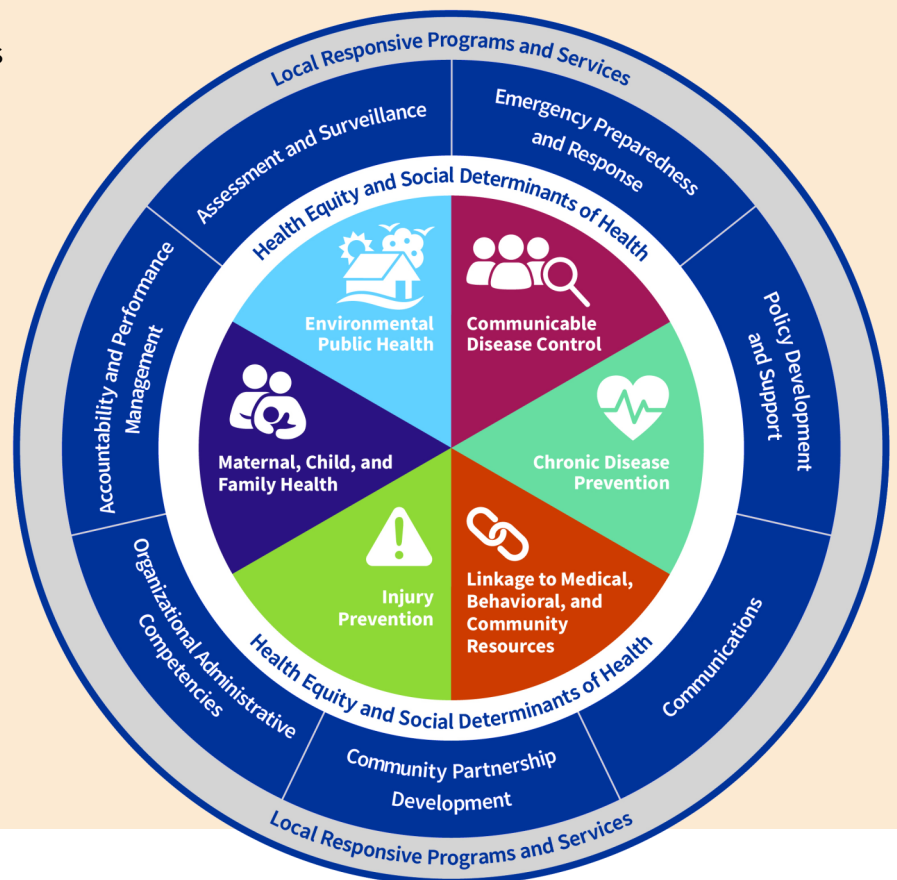 s
Local Responsive Programs and Services
Assessment and Surveillance
Emergency Preparedness
and Response
Policy Development
and Support
Communications
Community Partnership
Development
Organizational Administrative
Competencies
Accountability and Performance
Management
Health Equity and Social Determinants of Health
Environmental
Public Health
Communicable
Disease Control
Chronic Disease
Prevention
Linkage to Medical,
Behavioral, and
Community
Resources
Injury
Prevention
Maternal, Child, and
Family Health
Health Equity and Social Determinants of Health
Local Responsive Programs and Services